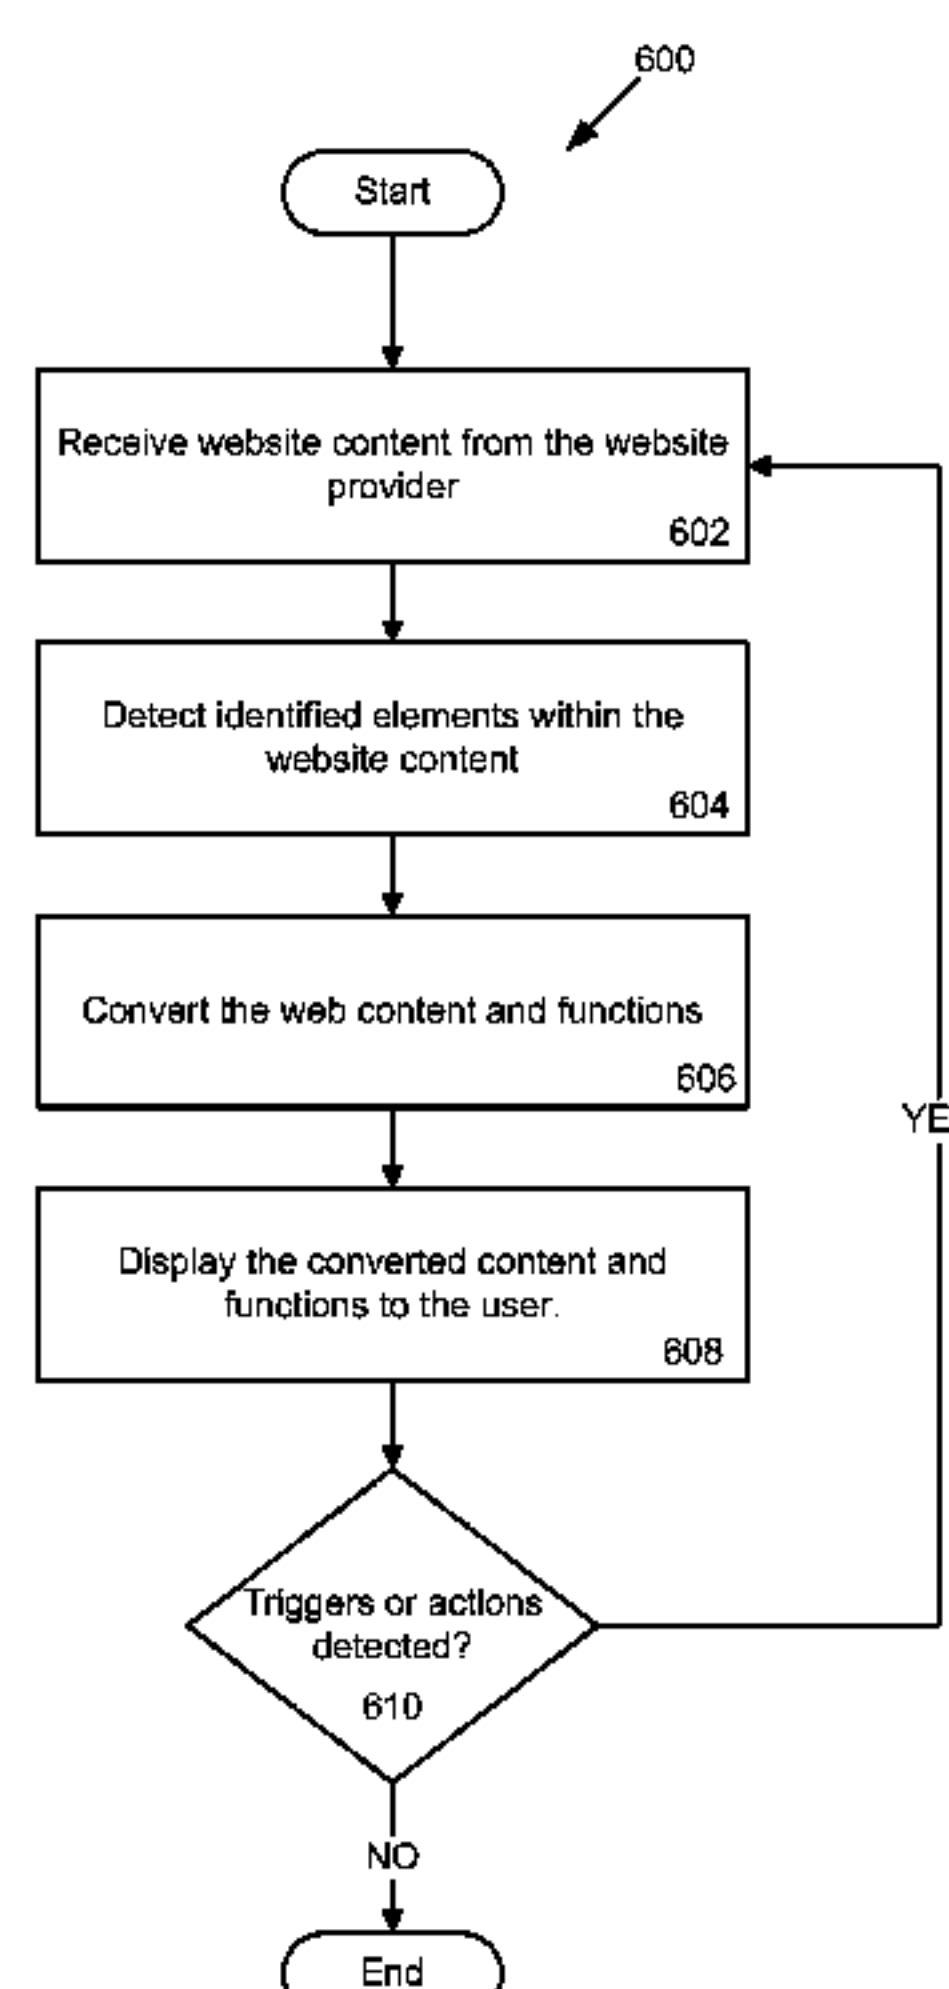 600
Start
Receive website content from the website
provider
602
Detect identified elements within the
website content
604
Convert the web content and functions
606
YE
Display the converted content and
functions to the user.
608
Triggers or actions
detected?
610
NO
End